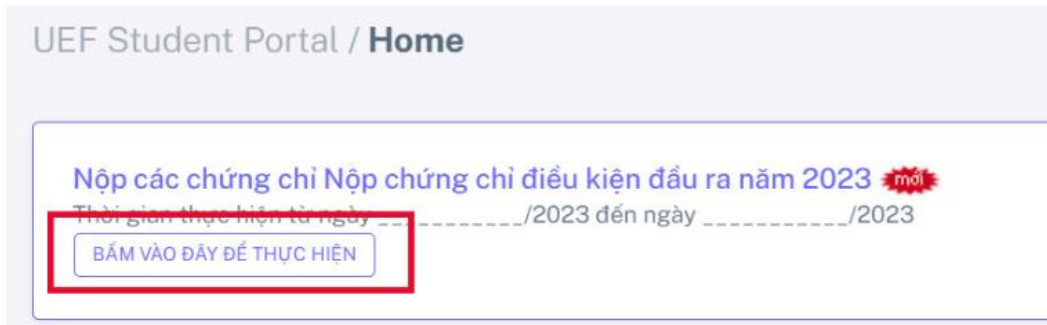 UEF Student Portal / Home
Nộp các chứng chỉ Nộp chứng chỉ điều kiện đầu ra năm 2023 mới
Thời gian thực hiện từ ngày __________/2023 đến ngày __________/2023
BẤM VÀO ĐÂY ĐỂ THỰC HIỆN